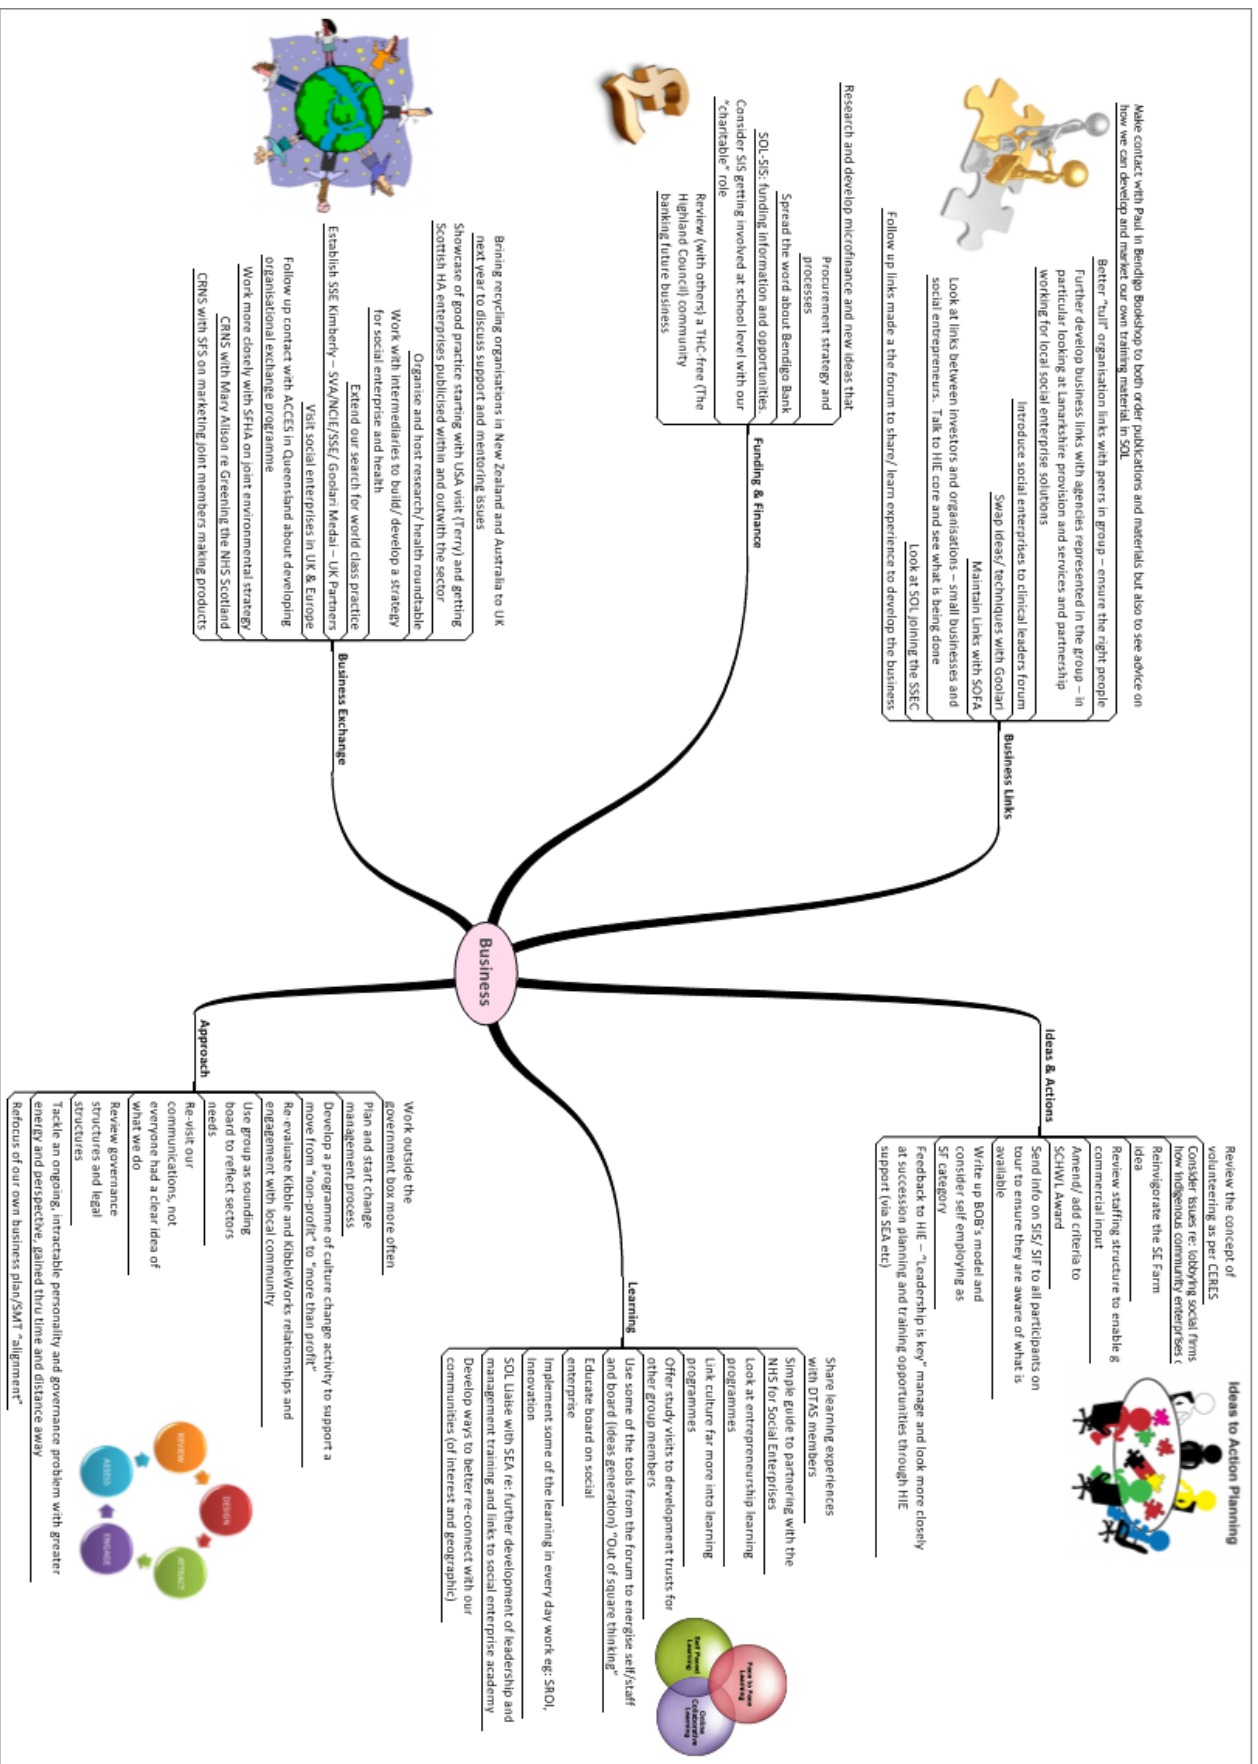 Make contact with Paul in Bendigo Bookshop to both order publications and materials but also to see advice on
how we can develop and market our own training material in SOL
Better "tull" organisation links with peers in group – ensure the right people
Further develop business links with agencies represented in the group – in
particular looking at Lanarkshire provision and services and partnership
working for local social enterprise solutions
Introduce social enterprises to clinical leaders forum
Swap ideas/ techniques with Goolari
Maintain Links with SOFA
Look at links between investors and organisations – small businesses and
social entrepreneurs. Talk to HIE core and see what is being done
Look at SOL joining the SSEC
Follow up links made a the forum to share/ learn experience to develop the business
Business Links
Research and develop microfinance and new ideas that
Procurement strategy and
processes
Spread the word about Bendigo Bank
SOL-SIS: funding information and opportunities.
Consider SIS getting involved at school level with our
"charitable" role
Review (with others) a THC-free (The
Highland Council) community
banking future business
Funding & Finance
Brining recycling organisations in New Zealand and Australia to UK
next year to discuss support and mentoring issues
Showcase of good practice starting with USA visit (Terry) and getting
Scottish HA enterprises publicised within and outwith the sector
Organise and host research/ health roundtable
Work with intermediaries to build/ develop a strategy
for social enterprise and health
Extend our search for world class practice
Establish SSE Kimberly – SVA/NCIE/SSE/ Goolari Medai – UK Partners
Visit social enterprises in UK & Europe
Follow up contact with ACCES in Queensland about developing
organisational exchange programme
Work more closely with SFHA on joint environmental strategy
CRNS with Mary Alison re Greening the NHS Scotland
CRNS with SFS on marketing joint members making products
Business Exchange
Business
Ideas to Action Planning
Ideas & Actions
Review the concept of
volunteering as per CERES
Consider issues re: lobbying social firms
how indigenous community enterprises
Reinvigorate the SE Farm
idea
Review staffing structure to enable g
commercial input
Amend/ add criteria to
SCHWL Award
Send info on SIS/ SIF to all participants on
tour to ensure they are aware of what is
available
Write up BOB's model and
consider self employing as
SF category
Feedback to HIE – "Leadership is key" manage and look more closely
at succession planning and training opportunities through HIE
support (via SEA etc)
Learning
Share learning experiences
with DTAS members
Simple guide to partnering with the
NHS for Social Enterprises
Look at entrepreneurship learning
programmes
Link culture far more into learning
programmes
Offer study visits to development trusts for
other group members
Use some of the tools from the forum to energise self/staff
and board (ideas generation) "Out of square thinking"
Educate board on social
enterprise
Implement some of the learning in every day work eg: SROI,
Innovation
SOL Liaise with SEA re: further development of leadership and
management training and links to social enterprise academy
Develop ways to better re-connect with our
communities (of interest and geographic)
Face to Face
Learning
Self Paced
Learning
Online
Collaborative
Learning
Approach
Work outside the
government box more often
Plan and start change
management process
Develop a programme of culture change activity to support a
move from "non-profit" to "more than profit"
Re-evaluate Kibble and KibbleWorks relationships and
engagement with local community
Use group as sounding
board to reflect sectors
needs
Re-visit our
communications, not
everyone had a clear idea of
what we do
Review governance
structures and legal
structures
Tackle an ongoing, intractable personality and governance problem with greater
energy and perspective, gained thru time and distance away
Refocus of our own business plan/SMT "alignment"
DESIGN
ATTRACT
ENGAGE
ASSESS
REVIEW